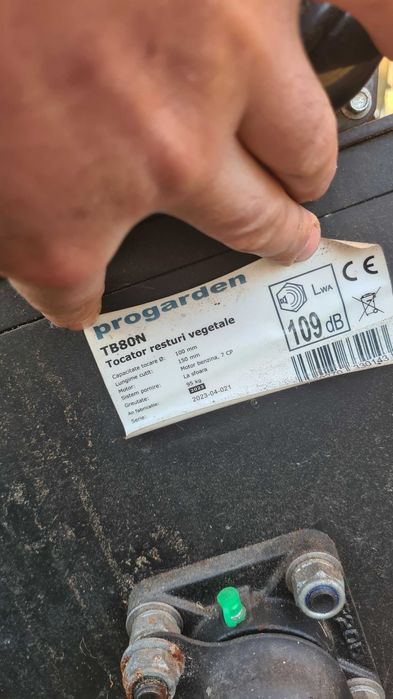 progarden
TB80N
Tocator resturi vegetale
Capacitate tocare Ø: 100 mm
Lungime cutit: 150 mm
Motor: Motor benzina, 7 CP
Sistem pornire: La sfoara
Greutate: 95 kg
An fabricatie: 2023
Serie: 2023-04-021
CE
LWA
109 dB